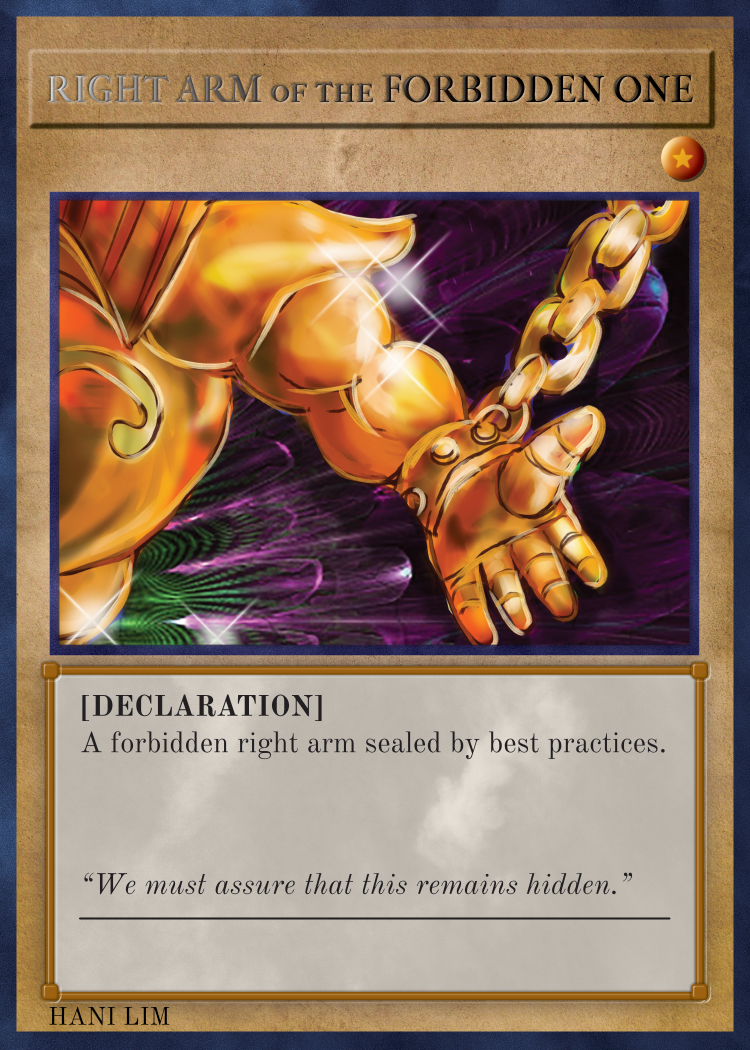 RIGHT ARM OF THE FORBIDDEN ONE
[DECLARATION]
A forbidden right arm sealed by best practices.
“We must assure that this remains hidden.”
HANI LIM